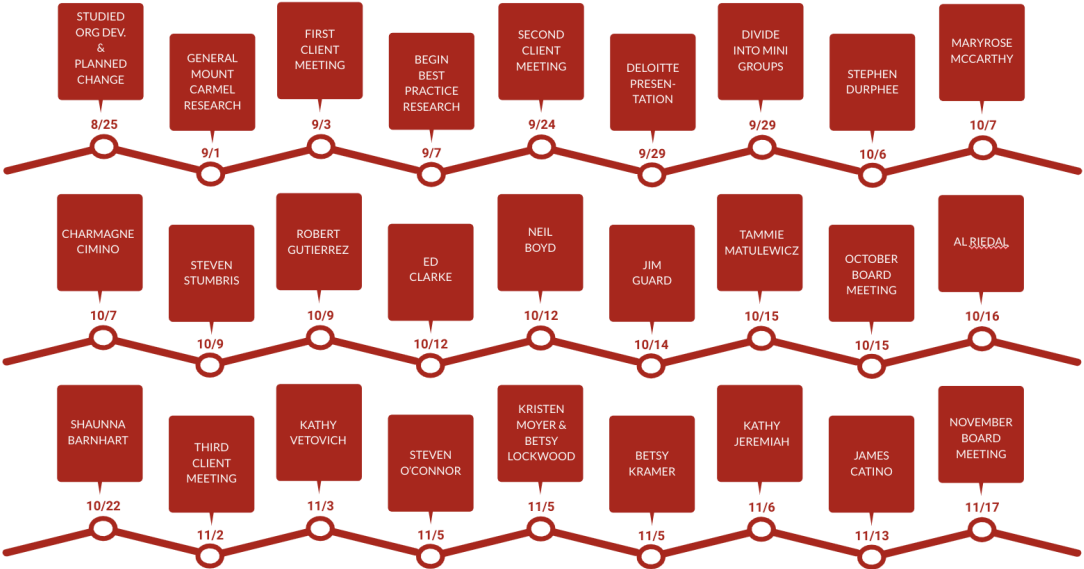 STUDIED
ORG DEV.
&
PLANNED
CHANGE
8/25
GENERAL
MOUNT
CARMEL
RESEARCH
9/1
FIRST
CLIENT
MEETING
9/3
BEGIN
BEST
PRACTICE
RESEARCH
9/7
SECOND
CLIENT
MEETING
9/24
DELOITTE
PRESEN-
TATION
9/29
DIVIDE
INTO MINI
GROUPS
9/29
STEPHEN
DURPHEE
10/6
MARYROSE
MCCARTHY
10/7
CHARMAGNE
CIMINO
10/7
STEVEN
STUMBRIS
10/9
ROBERT
GUTIERREZ
10/9
ED
CLARKE
10/12
NEIL
BOYD
10/12
JIM
GUARD
10/14
TAMMIE
MATULEWICZ
10/15
OCTOBER
BOARD
MEETING
10/15
AL RIEDAL
10/16
SHAUNNA
BARNHART
10/22
THIRD
CLIENT
MEETING
11/2
KATHY
VETOVICH
11/3
STEVEN
O'CONNOR
11/5
KRISTEN
MOYER &
BETSY
LOCKWOOD
11/5
BETSY
KRAMER
11/5
KATHY
JEREMIAH
11/6
JAMES
CATINO
11/13
NOVEMBER
BOARD
MEETING
11/17